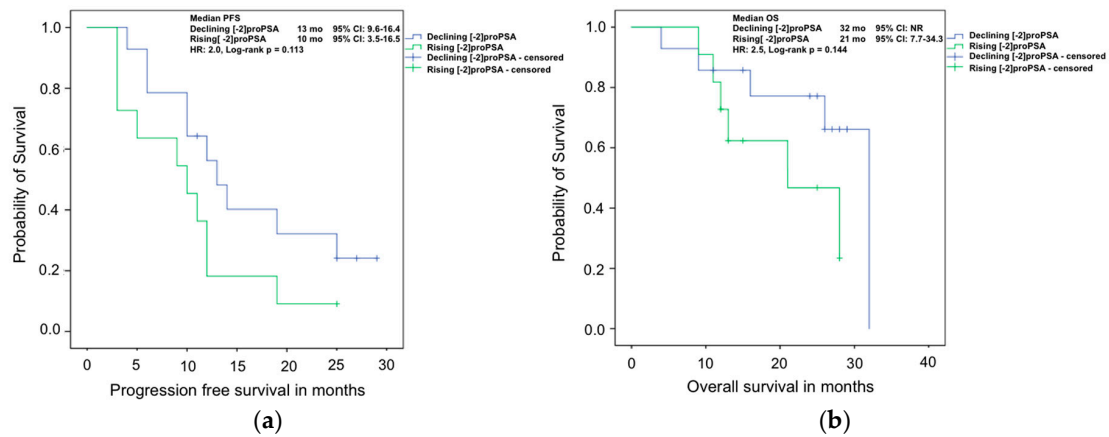 Median PFS
Declining [-2]proPSA 13 mo 95% CI: 9.6-16.4
Rising[ -2]proPSA 10 mo 95% CI: 3.5-16.5
HR: 2.0, Log-rank p = 0.113
Declining [-2]proPSA
Rising [-2]proPSA
Declining [-2]proPSA - censored
Rising [-2]proPSA - censored
Probability of Survival
1.0
0.8
0.6
0.4
0.2
0.0
0 5 10 15 20 25 30
Progression free survival in months
(a)
Median OS
Declining [-2]proPSA 32 mo 95% CI: NR
Rising[ -2]proPSA 21 mo 95% CI: 7.7-34.3
HR: 2.5, Log-rank p = 0.144
Declining [-2]proPSA
Rising [-2]proPSA
Declining [-2]proPSA - censored
Rising [-2]proPSA - censored
Probability of Survival
1.0
0.8
0.6
0.4
0.2
0.0
0 10 20 30 40
Overall survival in months
(b)